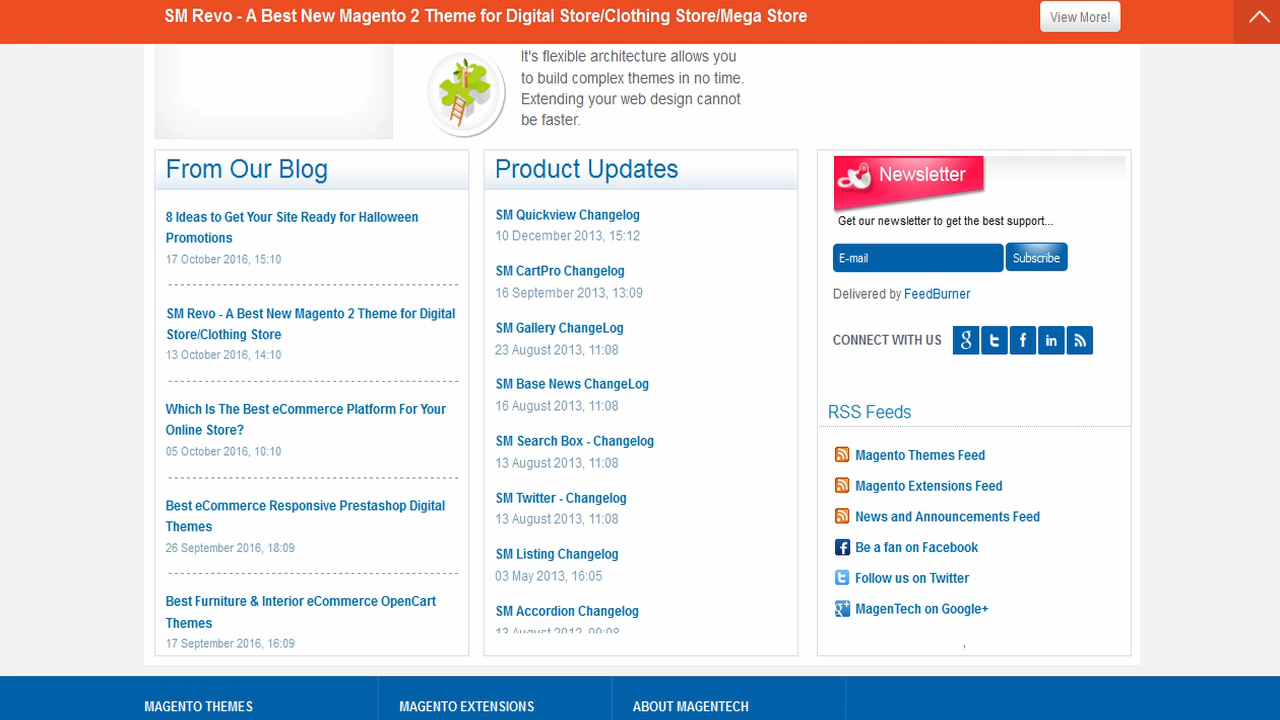 SM Revo - A Best New Magento 2 Theme for Digital Store/Clothing Store/Mega Store
View More!
It's flexible architecture allows you
to build complex themes in no time.
Extending your web design cannot
be faster.
From Our Blog
8 Ideas to Get Your Site Ready for Halloween
Promotions
17 October 2016, 15:10
SM Revo - A Best New Magento 2 Theme for Digital
Store/Clothing Store
13 October 2016, 14:10
Which Is The Best eCommerce Platform For Your
Online Store?
05 October 2016, 10:10
Best eCommerce Responsive Prestashop Digital
Themes
26 September 2016, 18:09
Best Furniture & Interior eCommerce OpenCart
Themes
17 September 2016, 16:09
Product Updates
SM Quickview Changelog
10 December 2013, 15:12
SM CartPro Changelog
16 September 2013, 13:09
SM Gallery ChangeLog
23 August 2013, 11:08
SM Base News ChangeLog
16 August 2013, 11:08
SM Search Box - Changelog
13 August 2013, 11:08
SM Twitter - Changelog
13 August 2013, 11:08
SM Listing Changelog
03 May 2013, 16:05
SM Accordion Changelog
13 August 2012, 00:08
Newsletter
Get our newsletter to get the best support...
E-mail
Subscribe
Delivered by FeedBurner
CONNECT WITH US
RSS Feeds
Magento Themes Feed
Magento Extensions Feed
News and Announcements Feed
Be a fan on Facebook
Follow us on Twitter
MagenTech on Google+
,
MAGENTO THEMES
MAGENTO EXTENSIONS
ABOUT MAGENTECH